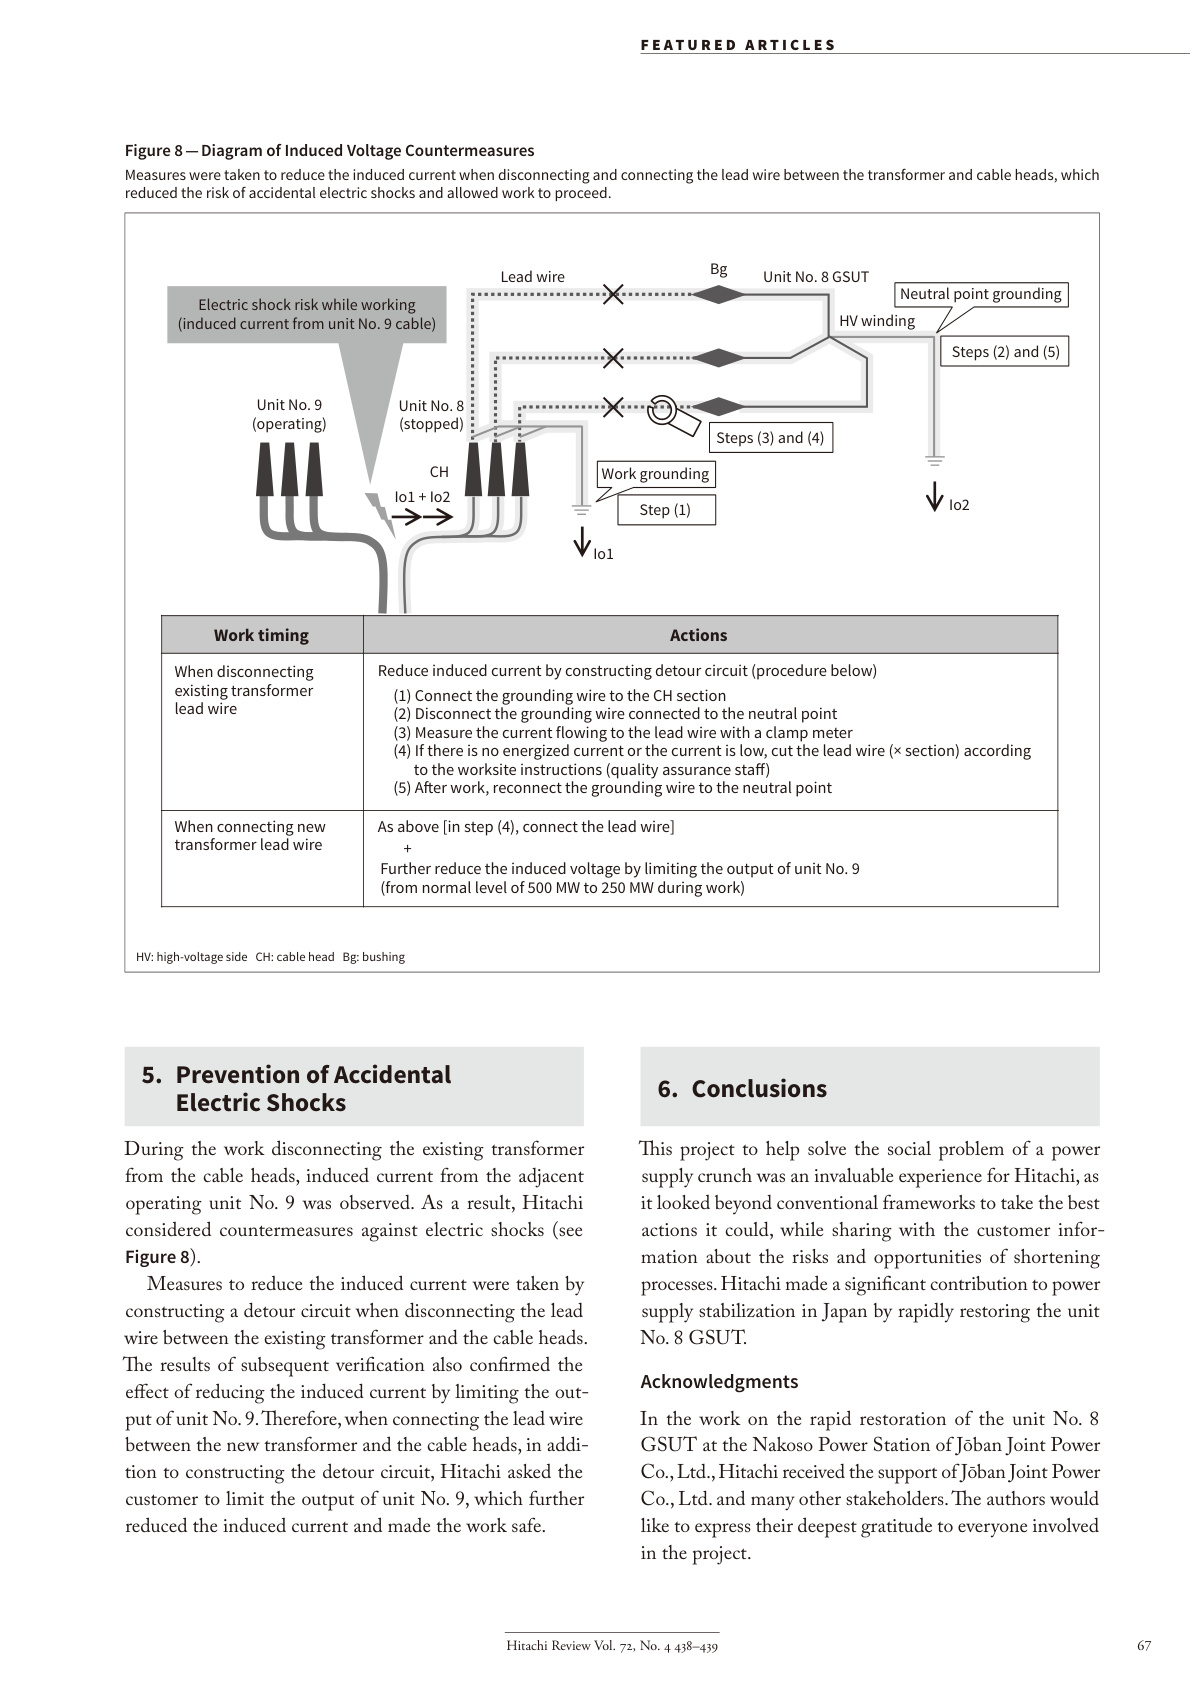 FEATURED ARTICLES
Figure 8 — Diagram of Induced Voltage Countermeasures
Measures were taken to reduce the induced current when disconnecting and connecting the lead wire between the transformer and cable heads, which
reduced the risk of accidental electric shocks and allowed work to proceed.
Electric shock risk while working
(induced current from unit No. 9 cable)
Lead wire
Bg
Unit No. 8 GSUT
Neutral point grounding
HV winding
Steps (2) and (5)
Unit No. 9
(operating)
Unit No. 8
(stopped)
Steps (3) and (4)
CH
Work grounding
Io1 + Io2
Step (1)
Io2
Io1
Work timing
Actions
When disconnecting
existing transformer
lead wire
Reduce induced current by constructing detour circuit (procedure below)
(1) Connect the grounding wire to the CH section
(2) Disconnect the grounding wire connected to the neutral point
(3) Measure the current flowing to the lead wire with a clamp meter
(4) If there is no energized current or the current is low, cut the lead wire (× section) according
to the worksite instructions (quality assurance staff)
(5) After work, reconnect the grounding wire to the neutral point
When connecting new
transformer lead wire
As above [in step (4), connect the lead wire]
+
Further reduce the induced voltage by limiting the output of unit No. 9
(from normal level of 500 MW to 250 MW during work)
HV: high-voltage side CH: cable head Bg: bushing
5. Prevention of Accidental
Electric Shocks
During the work disconnecting the existing transformer
from the cable heads, induced current from the adjacent
operating unit No. 9 was observed. As a result, Hitachi
considered countermeasures against electric shocks (see
Figure 8).
Measures to reduce the induced current were taken by
constructing a detour circuit when disconnecting the lead
wire between the existing transformer and the cable heads.
The results of subsequent verification also confirmed the
effect of reducing the induced current by limiting the out-
put of unit No. 9. Therefore, when connecting the lead wire
between the new transformer and the cable heads, in addi-
tion to constructing the detour circuit, Hitachi asked the
customer to limit the output of unit No. 9, which further
reduced the induced current and made the work safe.
6. Conclusions
This project to help solve the social problem of a power
supply crunch was an invaluable experience for Hitachi, as
it looked beyond conventional frameworks to take the best
actions it could, while sharing with the customer infor-
mation about the risks and opportunities of shortening
processes. Hitachi made a significant contribution to power
supply stabilization in Japan by rapidly restoring the unit
No. 8 GSUT.
Acknowledgments
In the work on the rapid restoration of the unit No. 8
GSUT at the Nakoso Power Station of Jōban Joint Power
Co., Ltd., Hitachi received the support of Jōban Joint Power
Co., Ltd. and many other stakeholders. The authors would
like to express their deepest gratitude to everyone involved
in the project.
Hitachi Review Vol. 72, No. 4 438–439
67